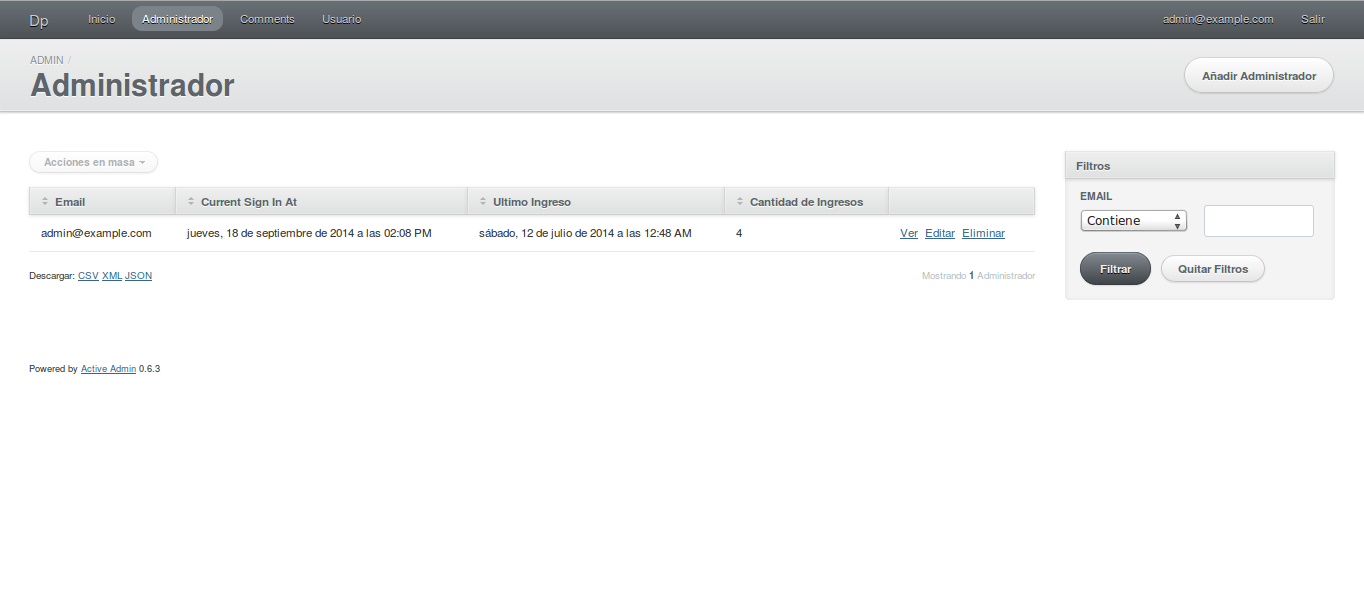 Dp Inicio Administrador Comments Usuario admin@example.com Salir
ADMIN /
Administrador
Añadir Administrador
Acciones en masa
Email Current Sign In At Ultimo Ingreso Cantidad de Ingresos
admin@example.com jueves, 18 de septiembre de 2014 a las 02:08 PM sábado, 12 de julio de 2014 a las 12:48 AM 4 Ver Editar Eliminar
Descargar: CSV XML JSON Mostrando 1 Administrador
Filtros
EMAIL
Contiene
Filtrar Quitar Filtros
Powered by Active Admin 0.6.3